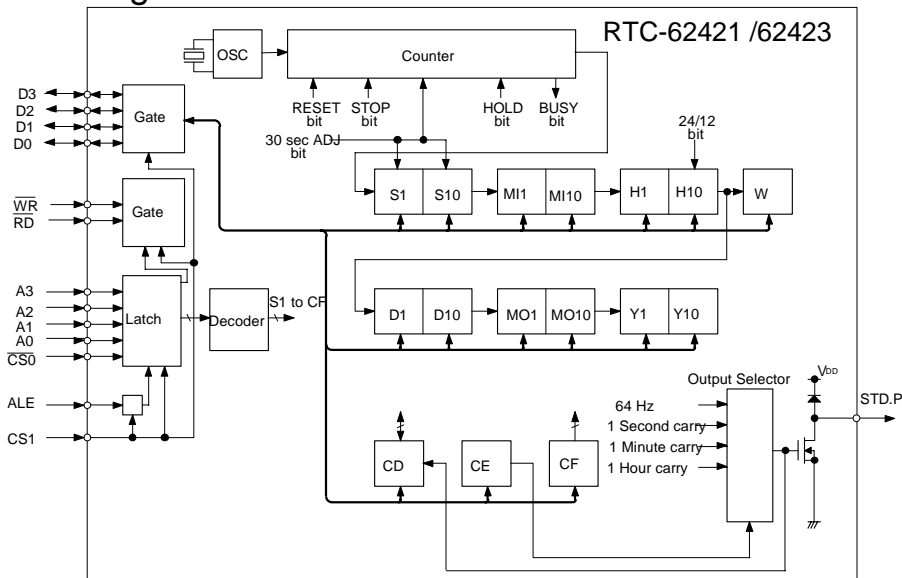 RTC-62421 /62423
OSC
Counter
RESET bit
STOP bit
HOLD bit
BUSY bit
30 sec ADJ bit
24/12 bit
D3
D2
D1
D0
Gate
WR
RD
Gate
S1
S10
MI1
MI10
H1
H10
W
A3
A2
A1
A0
CS0
Latch
Decoder
S1 to CF
D1
D10
MO1
MO10
Y1
Y10
ALE
CS1
Output Selector
VDD
STD.P
64 Hz
1 Second carry
1 Minute carry
1 Hour carry
CD
CE
CF